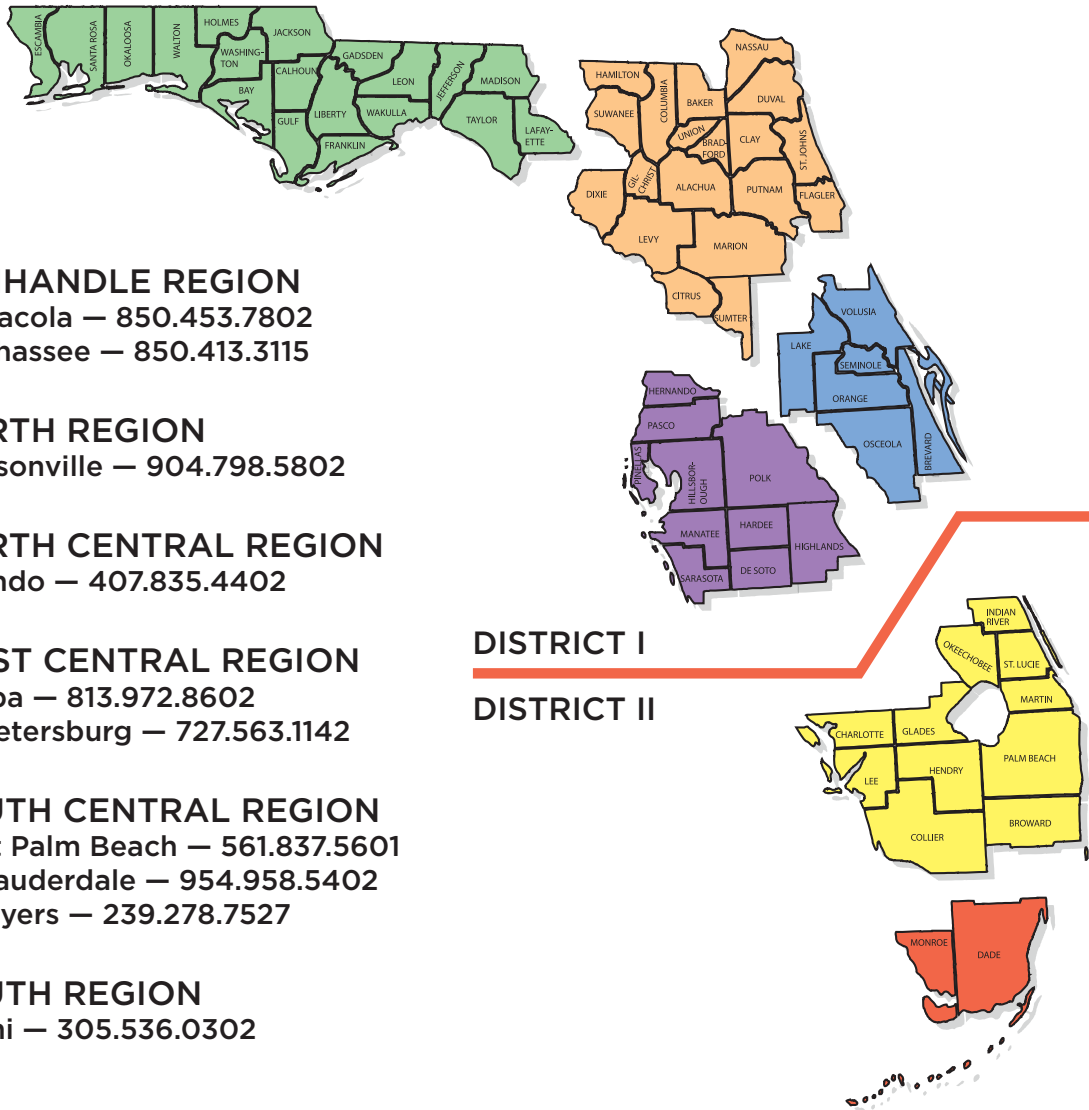 ESCAMBIA
SANTA ROSA
OKALOOSA
WALTON
HOLMES
WASHING-
TON
JACKSON
BAY
CALHOUN
GULF
LIBERTY
FRANKLIN
GADSDEN
LEON
WAKULLA
JEFFERSON
MADISON
TAYLOR
LAFAY-
ETTE
HAMILTON
SUWANEE
COLUMBIA
BAKER
NASSAU
DUVAL
UNION
BRAD-
FORD
CLAY
ST. JOHNS
DIXIE
GIL-
CHRIST
ALACHUA
PUTNAM
FLAGLER
LEVY
MARION
CITRUS
SUMTER
VOLUSIA
LAKE
SEMINOLE
ORANGE
OSCEOLA
BREVARD
HERNANDO
PASCO
PINELLAS
HILLSBOR-
OUGH
POLK
MANATEE
HARDEE
HIGHLANDS
SARASOTA
DE SOTO
HANDLE REGION
acola — 850.453.7802
hassee — 850.413.3115
RTH REGION
sonville — 904.798.5802
RTH CENTRAL REGION
ndo — 407.835.4402
ST CENTRAL REGION
pa — 813.972.8602
etersburg — 727.563.1142
UTH CENTRAL REGION
t Palm Beach — 561.837.5601
auderdale — 954.958.5402
yers — 239.278.7527
UTH REGION
ni — 305.536.0302
DISTRICT I
DISTRICT II
INDIAN
RIVER
OKEECHOBEE
ST. LUCIE
MARTIN
CHARLOTTE
GLADES
LEE
HENDRY
PALM BEACH
COLLIER
BROWARD
MONROE
DADE